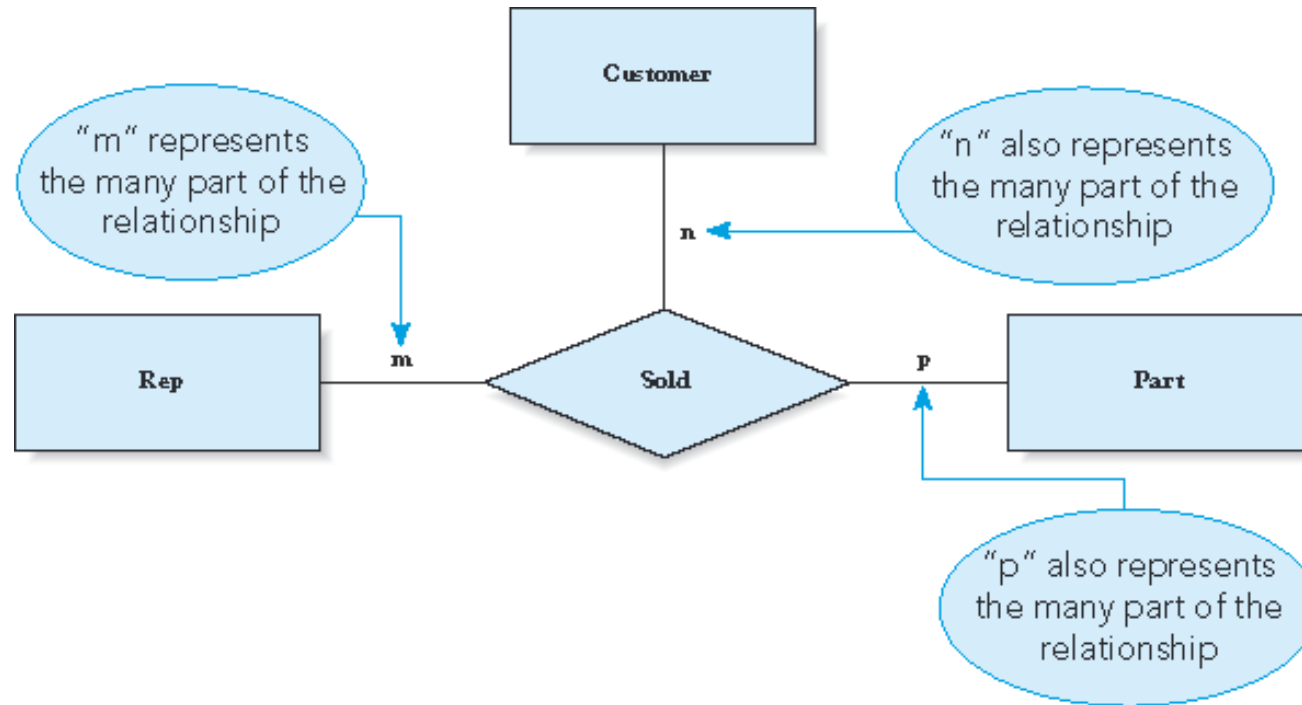 Customer
“m” represents
the many part of the
relationship
“n” also represents
the many part of the
relationship
n
m
p
Rep
Sold
Part
“p” also represents
the many part of the
relationship